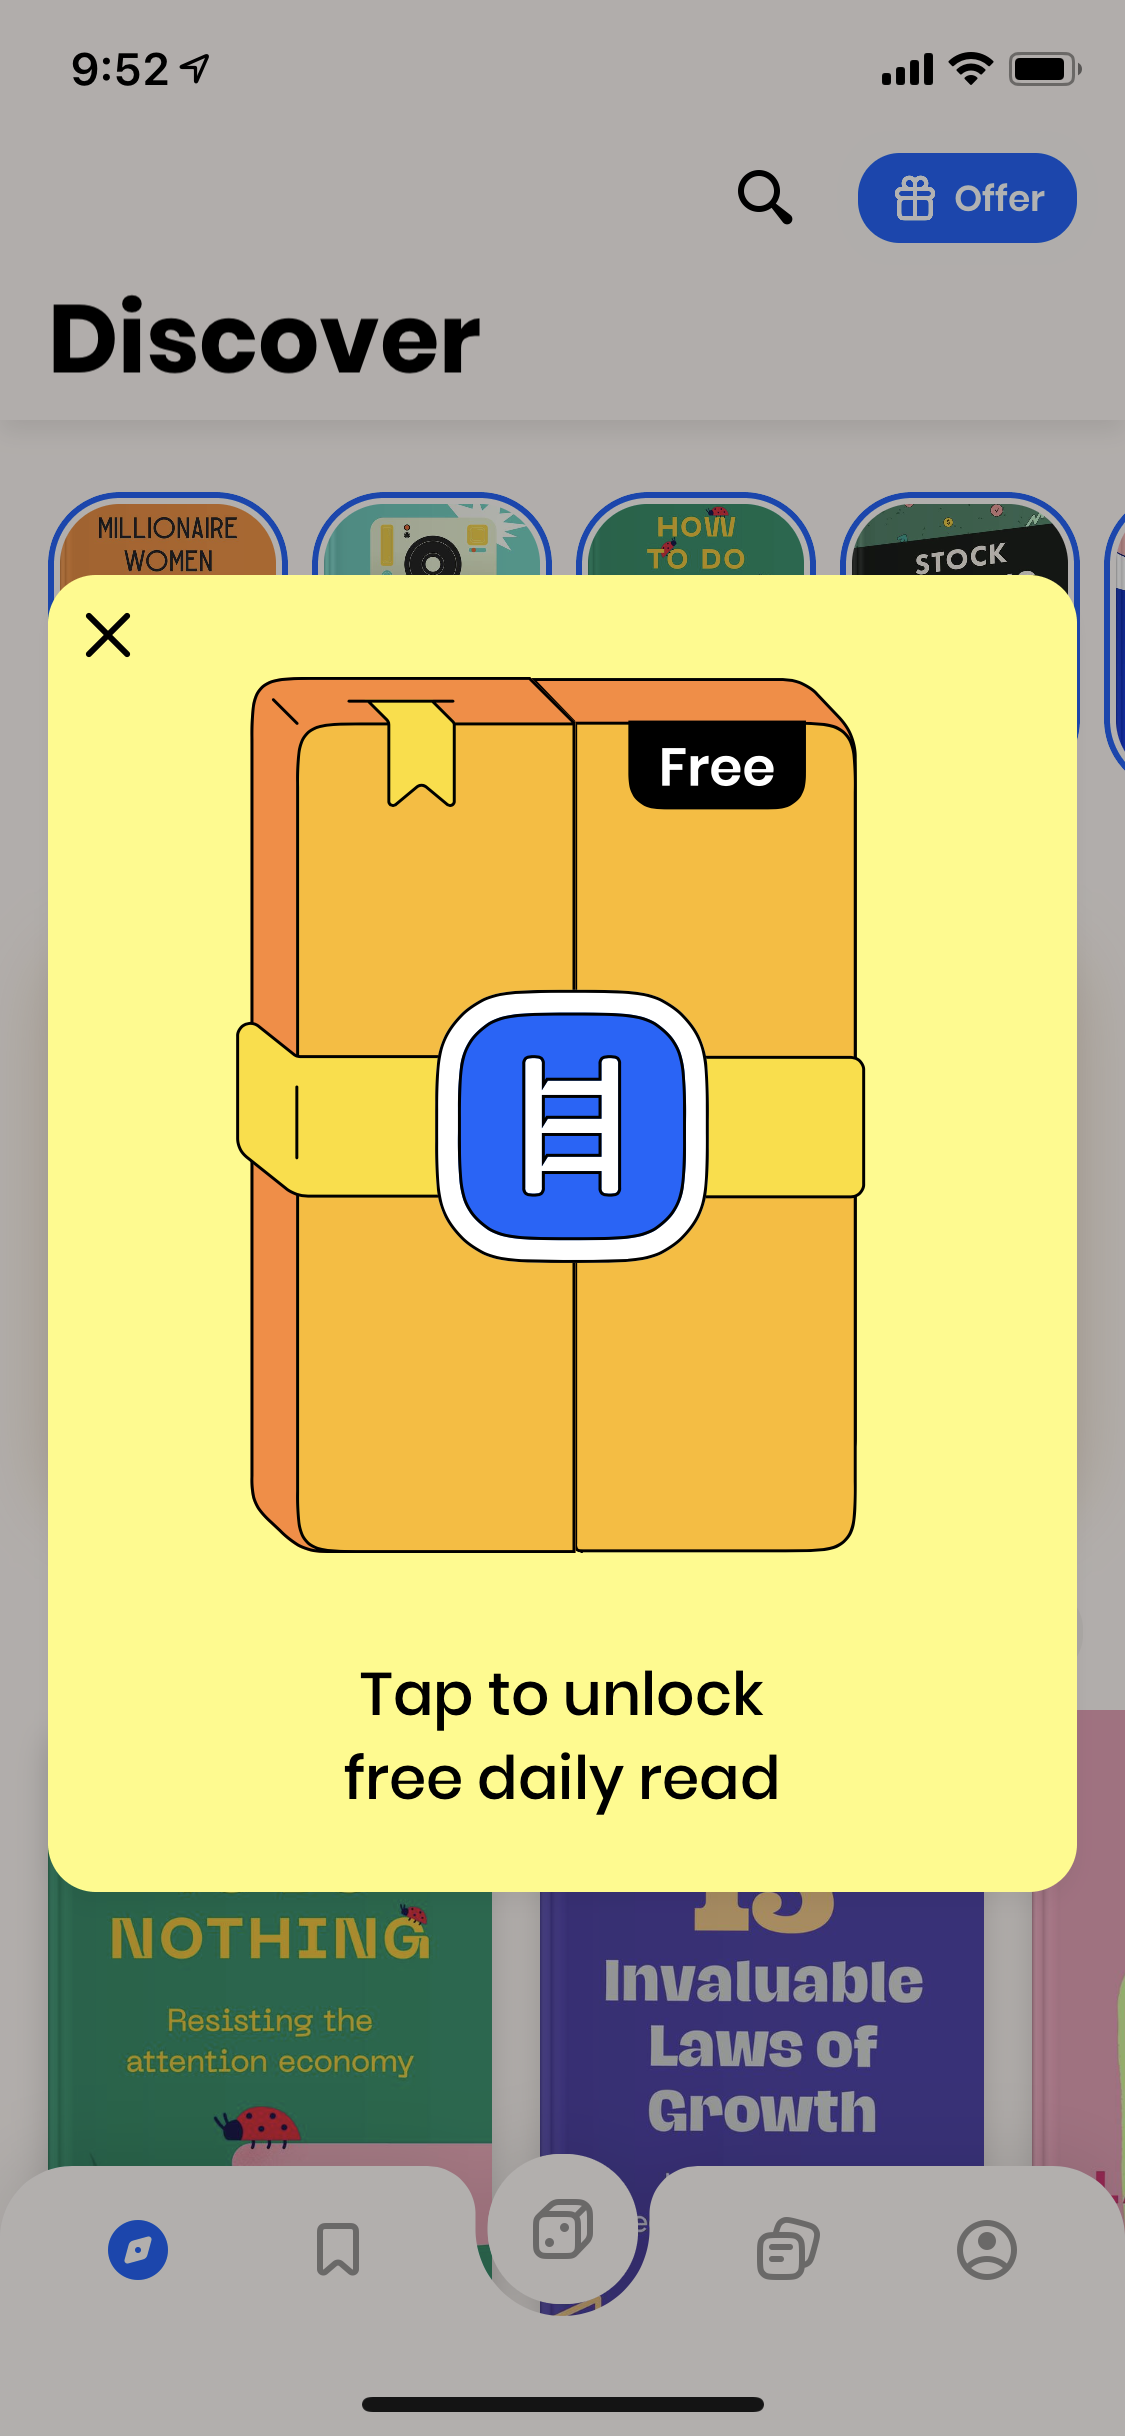 9:52
Offer
Discover
MILLIONAIRE
WOMEN
HOW
TO DO
STOCK
Free
Tap to unlock
free daily read
NOTHING
Resisting the
attention economy
15
Invaluable
Laws of
Growth